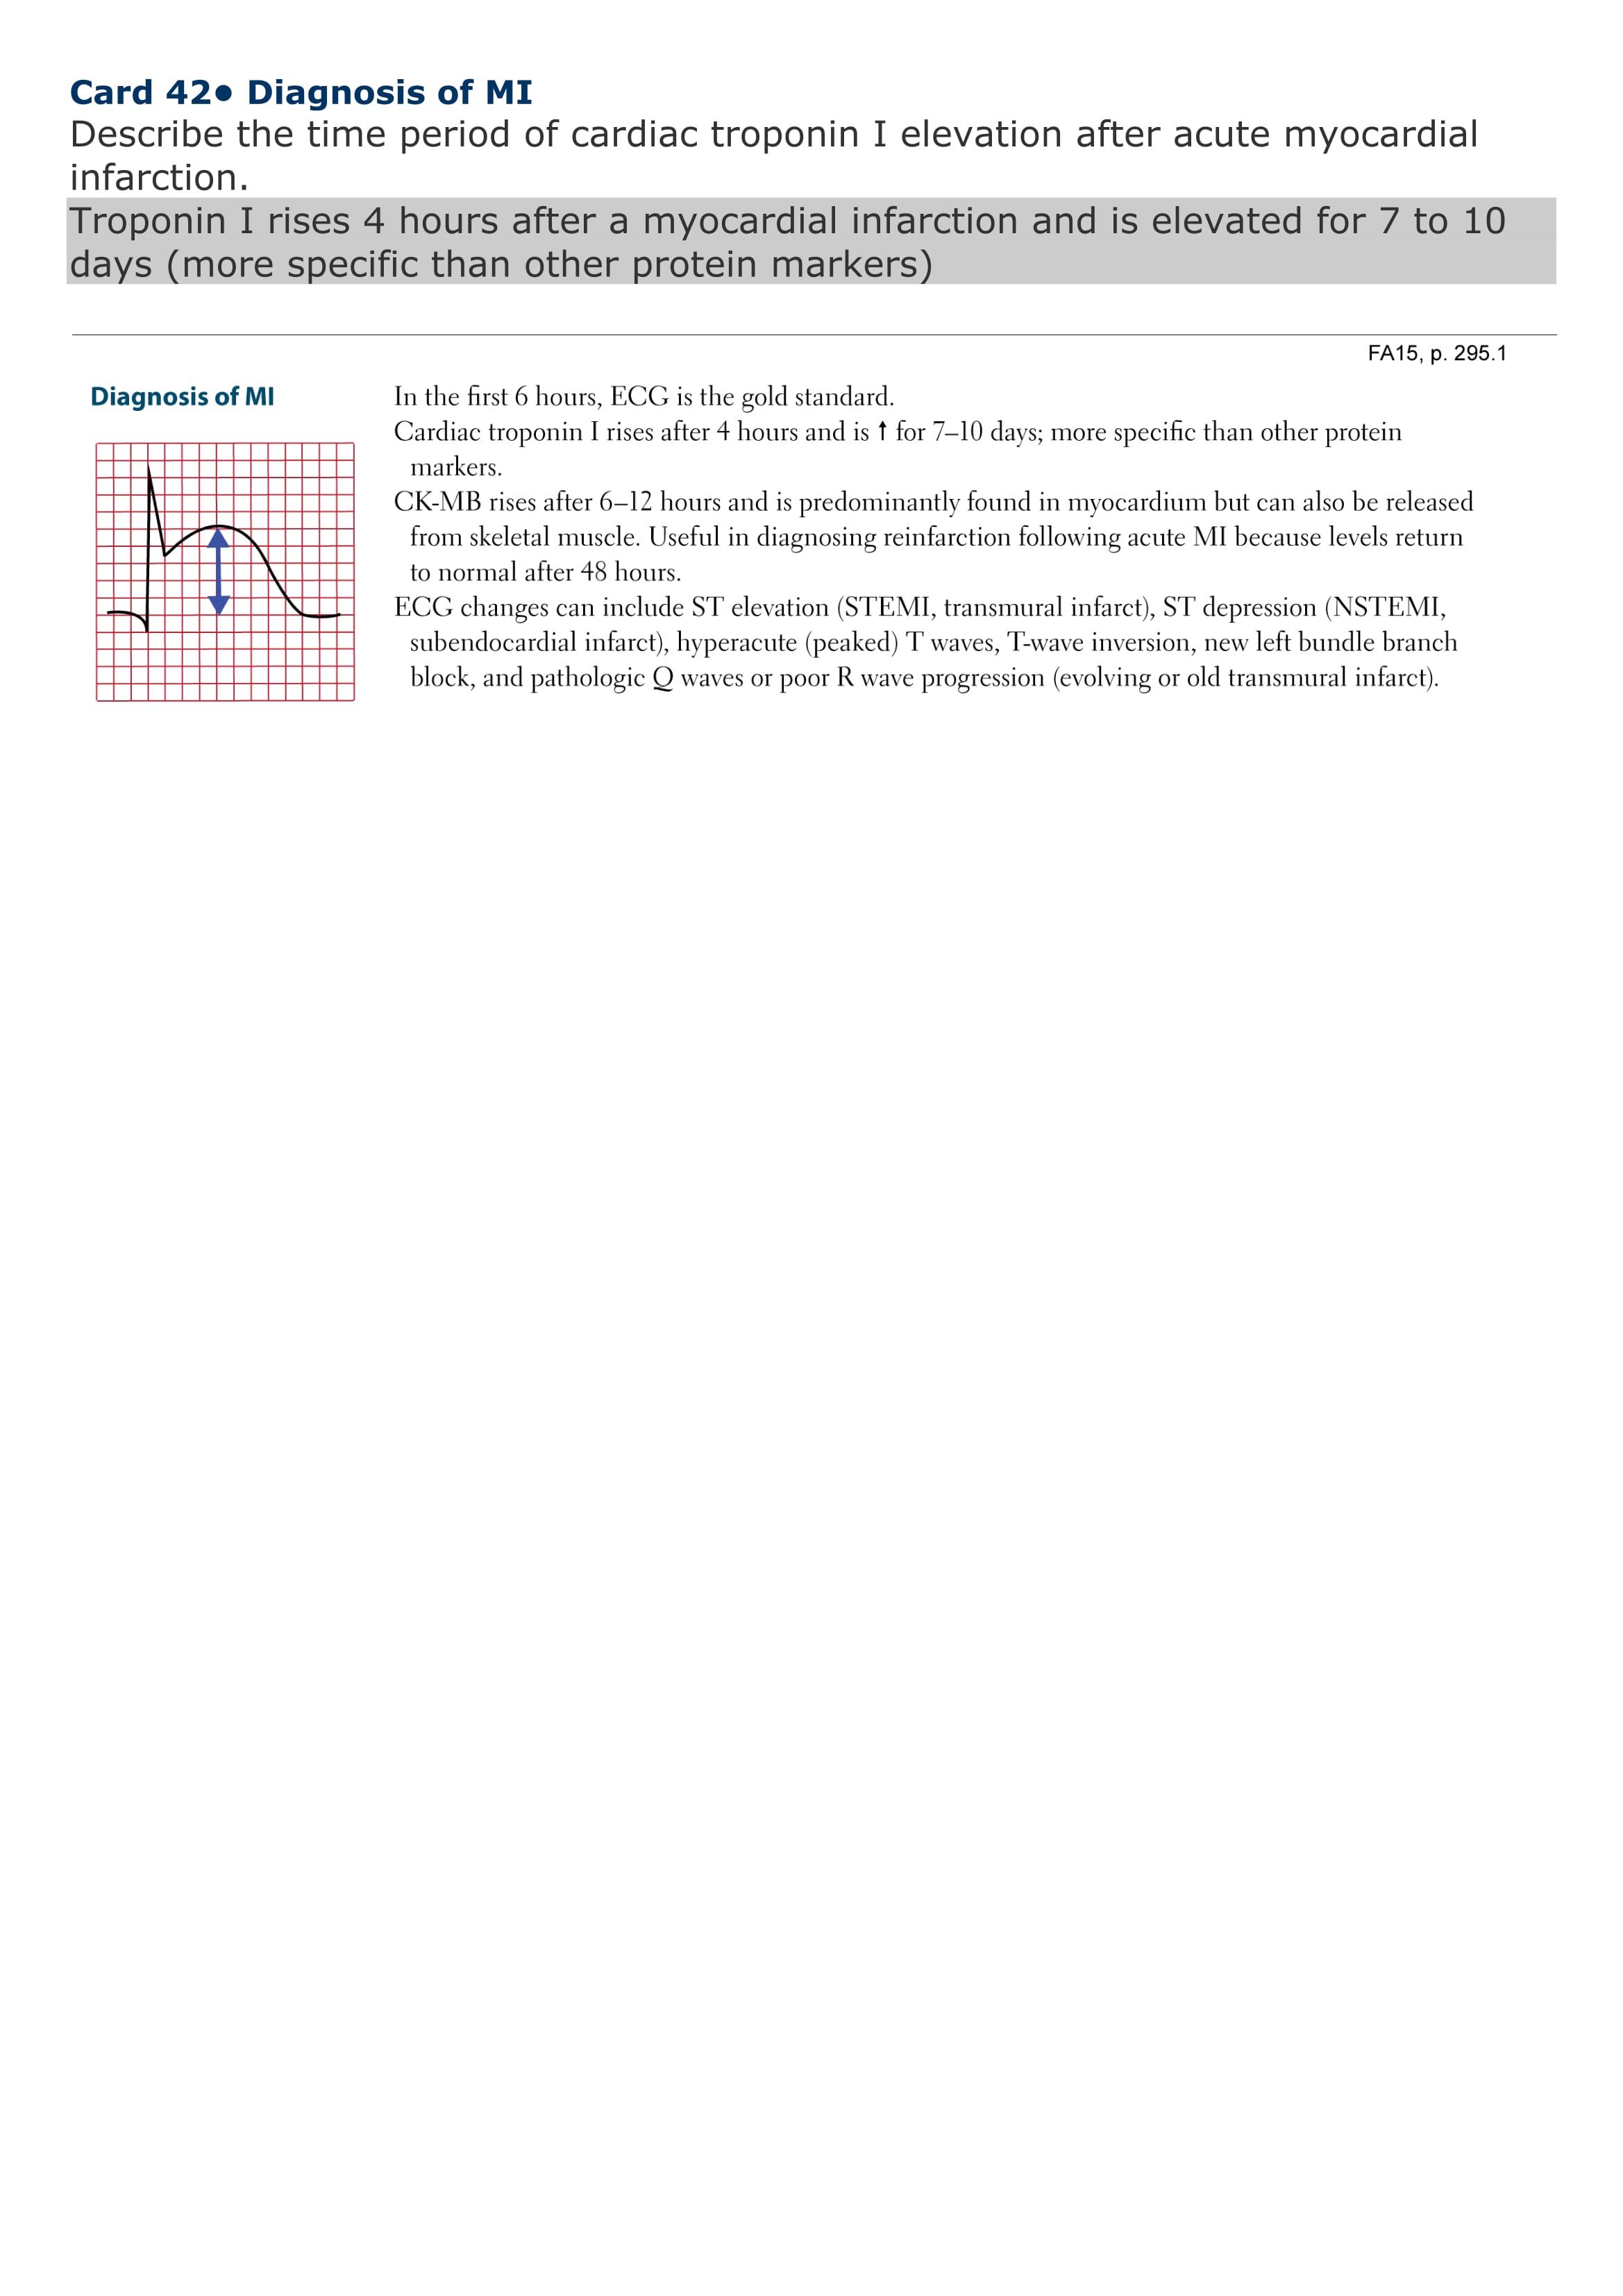 Card 42● Diagnosis of MI
Describe the time period of cardiac troponin I elevation after acute myocardial
infarction.
Troponin I rises 4 hours after a myocardial infarction and is elevated for 7 to 10
days (more specific than other protein markers)
FA15, p. 295.1
Diagnosis of MI
In the first 6 hours, ECG is the gold standard.
Cardiac troponin I rises after 4 hours and is ↑ for 7–10 days; more specific than other protein
markers.
CK-MB rises after 6–12 hours and is predominantly found in myocardium but can also be released
from skeletal muscle. Useful in diagnosing reinfarction following acute MI because levels return
to normal after 48 hours.
ECG changes can include ST elevation (STEMI, transmural infarct), ST depression (NSTEMI,
subendocardial infarct), hyperacute (peaked) T waves, T-wave inversion, new left bundle branch
block, and pathologic Q waves or poor R wave progression (evolving or old transmural infarct).